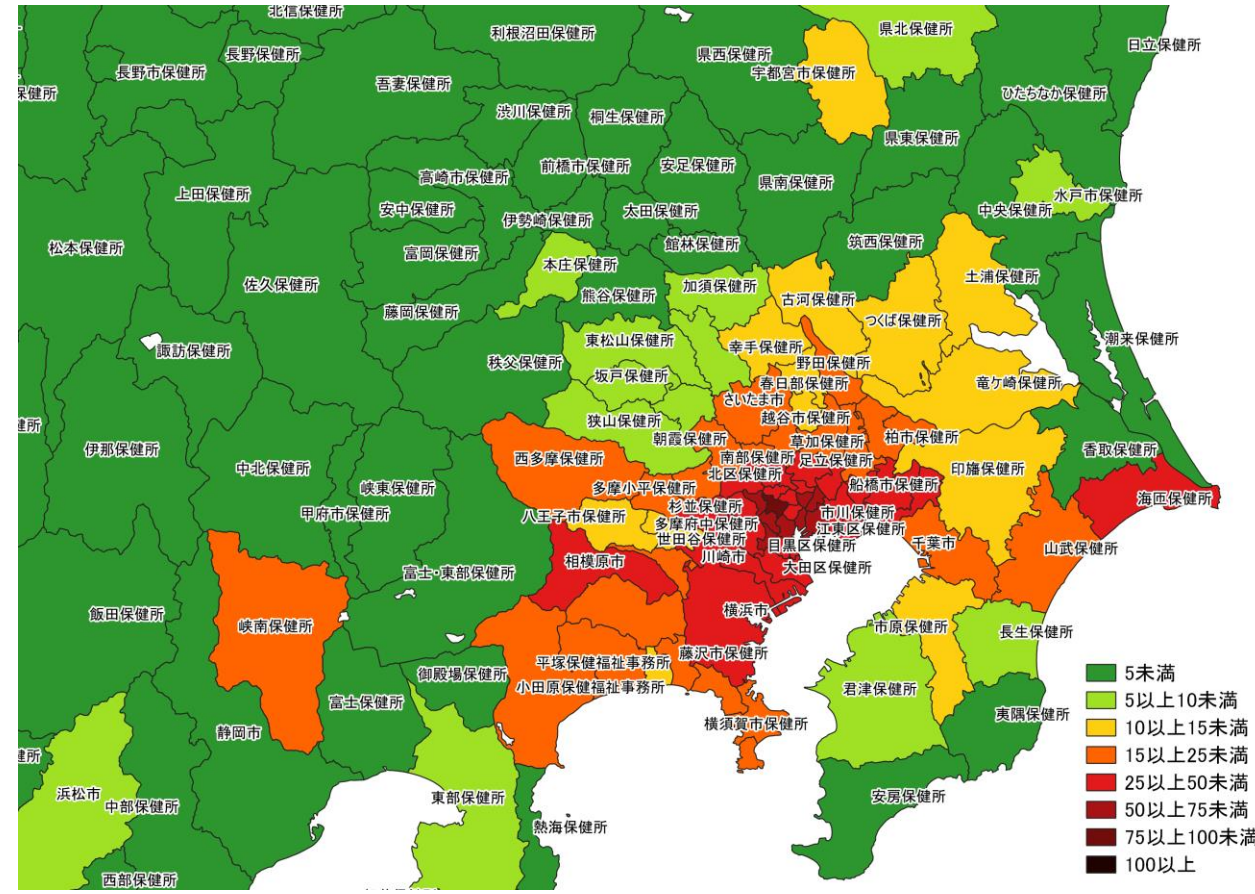 北信保健所
利根沼田保健所
県北保健所
日立保健所
長野保健所
県西保健所
長野市保健所
宇都宮市保健所
吾妻保健所
保健所
ひたちなか保健所
渋川保健所
桐生保健所
県東保健所
前橋市保健所
安足保健所
高崎市保健所
県南保健所
上田保健所
水戸市保健所
安中保健所
太田保健所
中央保健所
伊勢崎保健所
松本保健所
館林保健所
筑西保健所
富岡保健所
本庄保健所
土浦保健所
佐久保健所
加須保健所
熊谷保健所
古河保健所
藤岡保健所
つくば保健所
潮来保健所
東松山保健所
幸手保健所
諏訪保健所
秩父保健所
野田保健所
坂戸保健所
春日部保健所
竜ケ崎保健所
さいたま市
狭山保健所
越谷市保健所
健所
朝霞保健所
草加保健所
柏市保健所
伊那保健所
香取保健所
西多摩保健所
南部保健所
足立保健所
中北保健所
峡東保健所
北区保健所
印旛保健所
多摩小平保健所
船橋市保健所
海匝保健所
甲府市保健所
杉並保健所
市川保健所
八王子市保健所
多摩府中保健所
江東区保健所
世田谷保健所
目黒区保健所
千葉市
山武保健所
川崎市
相模原市
大田区保健所
富士・東部保健所
横浜市
飯田保健所
峡南保健所
市原保健所
長生保健所
藤沢市保健所
平塚保健福祉事務所
御殿場保健所
小田原保健福祉事務所
君津保健所
富士保健所
夷隅保健所
横須賀市保健所
静岡市
健所
浜松市
中部保健所
東部保健所
安房保健所
熱海保健所
西部保健所
5未満
5以上10未満
10以上15未満
15以上25未満
25以上50未満
50以上75未満
75以上100未満
100以上